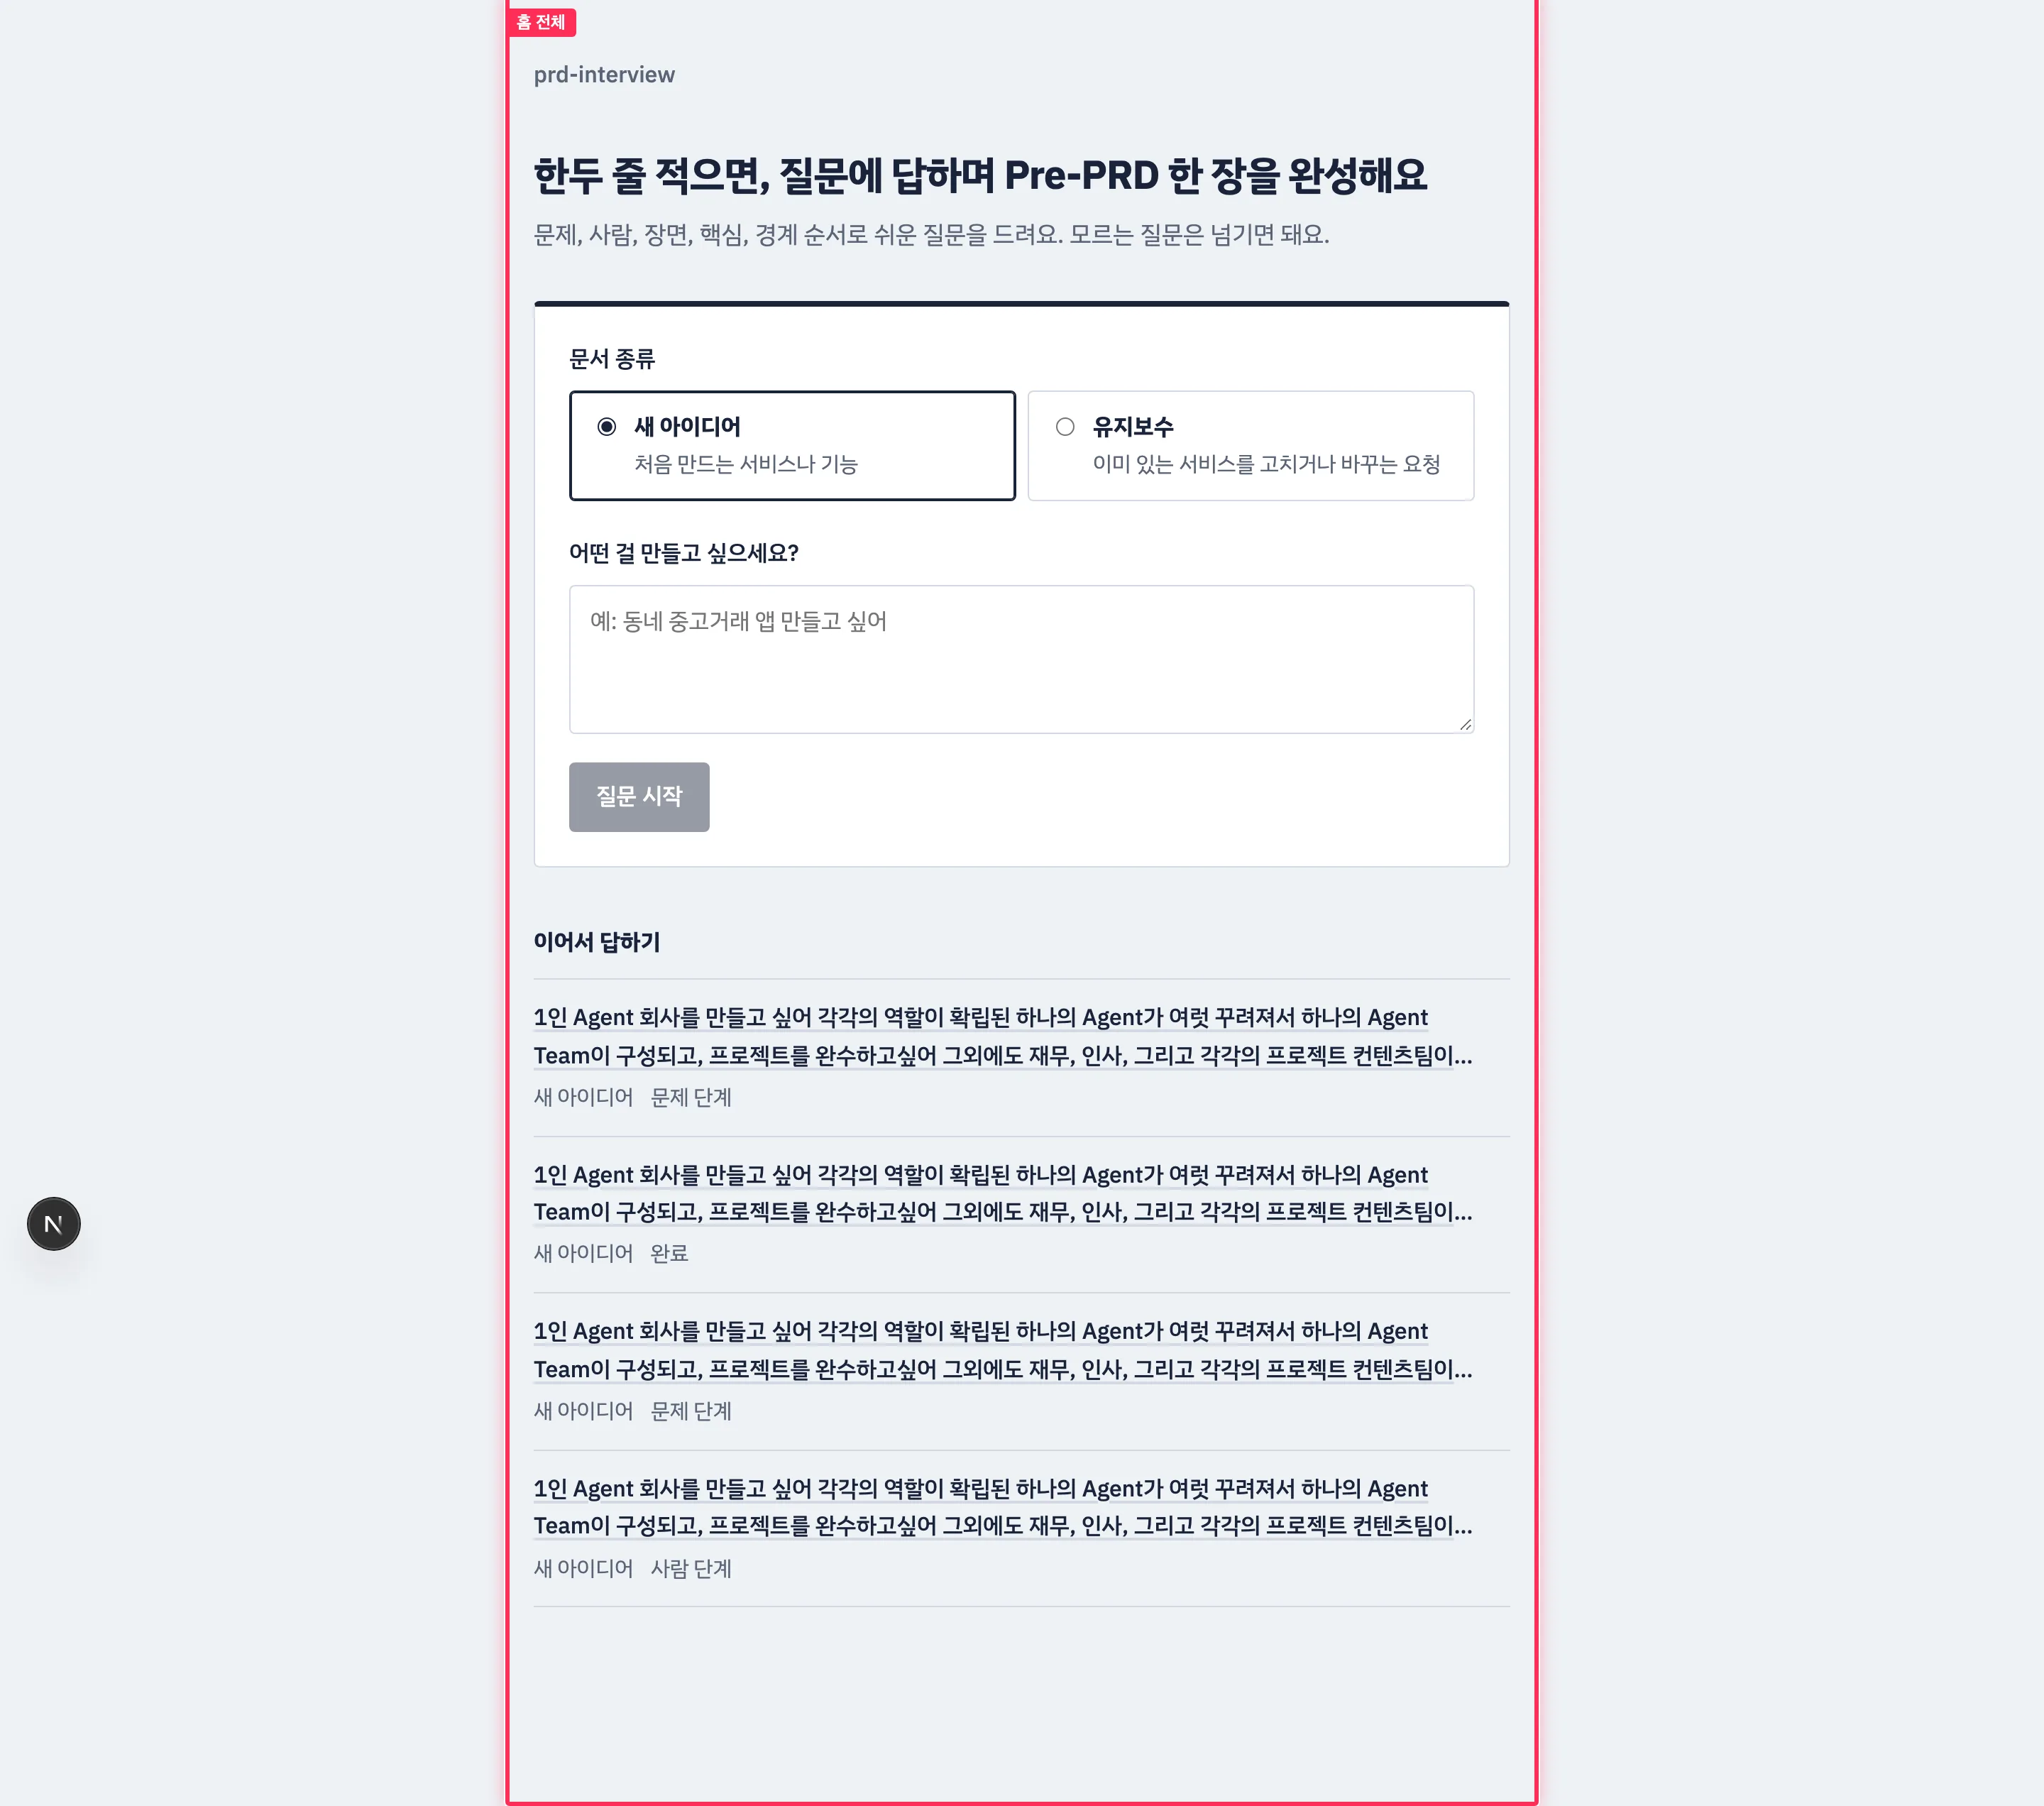 홈 전체
prd-interview
한두 줄 적으면, 질문에 답하며 Pre-PRD 한 장을 완성해요
문제, 사람, 장면, 핵심, 경계 순서로 쉬운 질문을 드려요. 모르는 질문은 넘기면 돼요.
문서 종류
새 아이디어
처음 만드는 서비스나 기능
유지보수
이미 있는 서비스를 고치거나 바꾸는 요청
어떤 걸 만들고 싶으세요?
예: 동네 중고거래 앱 만들고 싶어
질문 시작
이어서 답하기
1인 Agent 회사를 만들고 싶어 각각의 역할이 확립된 하나의 Agent가 여럿 꾸려져서 하나의 Agent
Team이 구성되고, 프로젝트를 완수하고싶어 그외에도 재무, 인사, 그리고 각각의 프로젝트 컨텐츠팀이...
새 아이디어 문제 단계
1인 Agent 회사를 만들고 싶어 각각의 역할이 확립된 하나의 Agent가 여럿 꾸려져서 하나의 Agent
Team이 구성되고, 프로젝트를 완수하고싶어 그외에도 재무, 인사, 그리고 각각의 프로젝트 컨텐츠팀이...
새 아이디어 완료
1인 Agent 회사를 만들고 싶어 각각의 역할이 확립된 하나의 Agent가 여럿 꾸려져서 하나의 Agent
Team이 구성되고, 프로젝트를 완수하고싶어 그외에도 재무, 인사, 그리고 각각의 프로젝트 컨텐츠팀이...
새 아이디어 문제 단계
N
1인 Agent 회사를 만들고 싶어 각각의 역할이 확립된 하나의 Agent가 여럿 꾸려져서 하나의 Agent
Team이 구성되고, 프로젝트를 완수하고싶어 그외에도 재무, 인사, 그리고 각각의 프로젝트 컨텐츠팀이...
새 아이디어 사람 단계